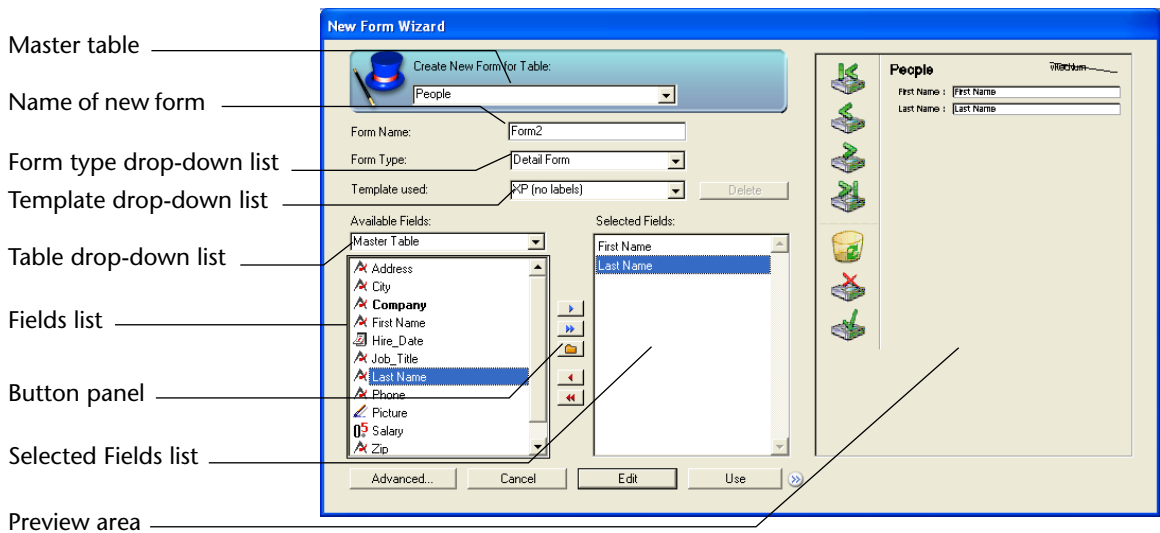 New Form Wizard
Master table
Create New Form for Table:
People
Name of new form
Form Name:
Form2
Form type drop-down list
Form Type:
Detail Form
Template drop-down list
Template used:
XP (no labels)
Delete
Available Fields:
Selected Fields:
Table drop-down list
Master Table
Fields list
Address
City
Company
First Name
Hire_Date
Job_Title
Last Name
Phone
Picture
Salary
Zip
First Name
Last Name
Button panel
Selected Fields list
Advanced...
Cancel
Edit
Use
Preview area
People
First Name :
First Name
Last Name :
Last Name